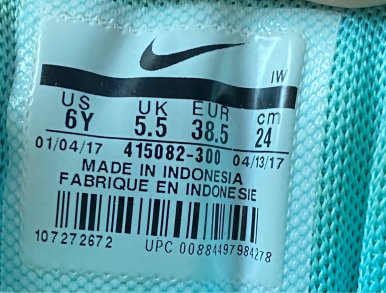 IW
US UK EUR cm
6Y 5.5 38.5 24
01/04/17 415082-300 04/13/17
MADE IN INDONESIA
FABRIQUE EN INDONESIE
107272672 UPC 00884497984278